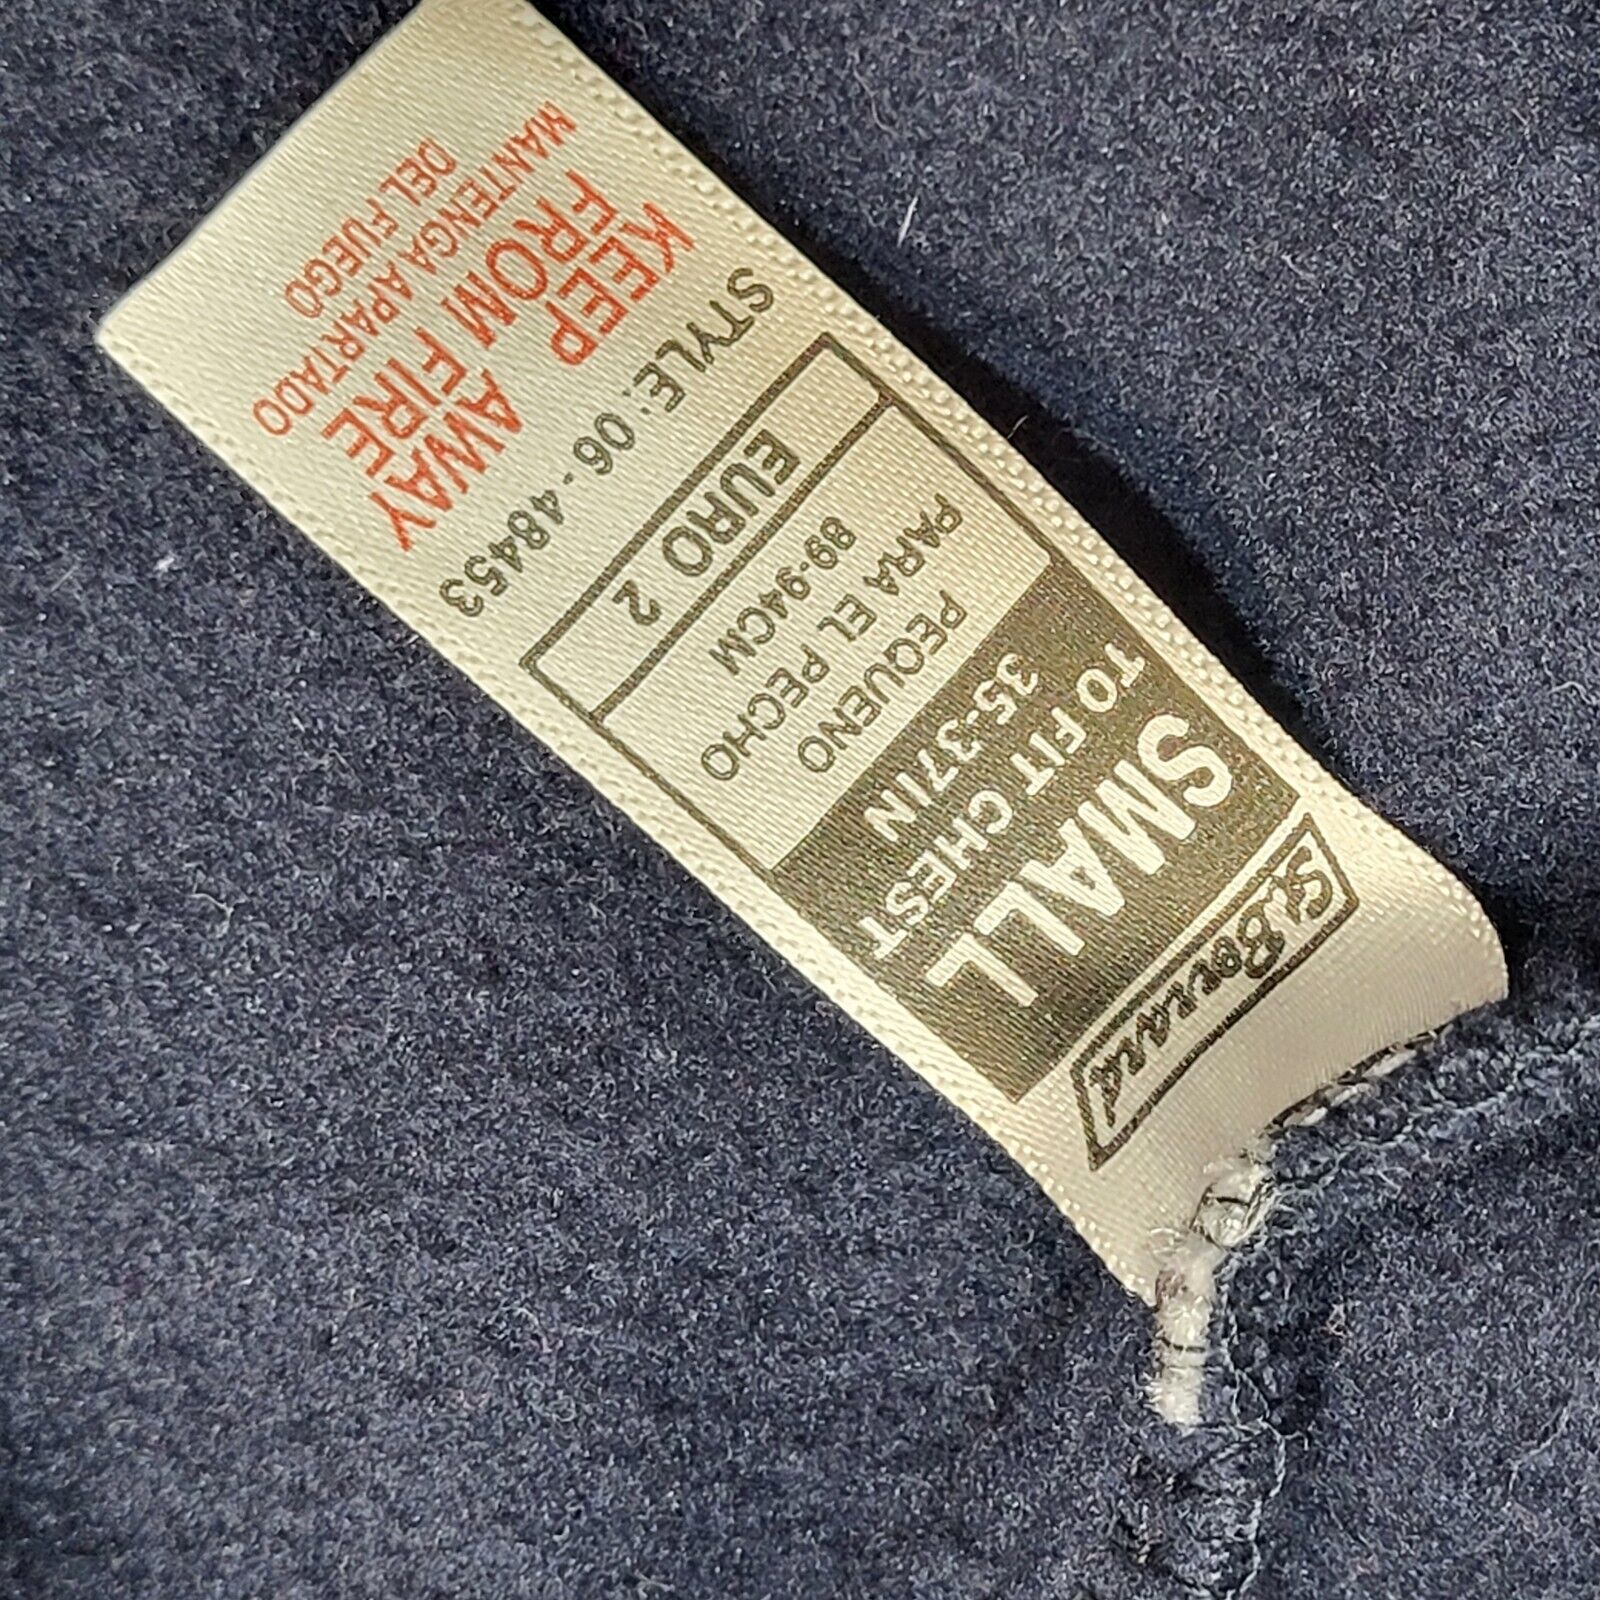 St. Bernard
SMALL
TO FIT CHEST
35-37IN
PEQUENO
PARA EL PECHO
89-94CM
EURO 2
STYLE: 06-48453
KEEP AWAY
FROM FIRE
MANTENGA APARTADO
DEL FUEGO